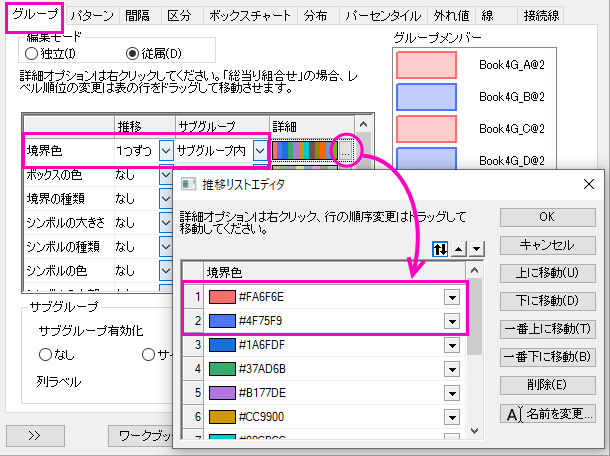 グループ パターン 間隔 区分 ボックスチャート 分布 パーセンタイル 外れ値 線 接続線
編集モード
独立(I) 従属(D)
詳細オプションは右クリックしてください。「総当り組合せ」の場合、レ
ベル順位の変更は表の行をドラッグして移動させます。
推移 サブグループ 詳細
境界色 1つずつ サブグループ内 ...
ボックスの色 なし
境界の種類 なし
シンボルの大きさ なし
シンボルの種類 なし
シンボルの色 なし
サブグループ
サブグループ有効化
なし サイ
列ラベル
>> ワークブッ
グループメンバー
Book4G_A@2
Book4G_B@2
Book4G_C@2
Book4G_D@2
推移リストエディタ
詳細オプションは右クリック、行の順序変更はドラッグして
移動してください。
境界色
1 #FA6F6E
2 #4F75F9
3 #1A6FDF
4 #37AD6B
5 #B177DE
6 #CC9900
7
OK
キャンセル
上に移動(U)
下に移動(D)
一番上に移動(T)
一番下に移動(B)
削除(E)
A 名前を変更...